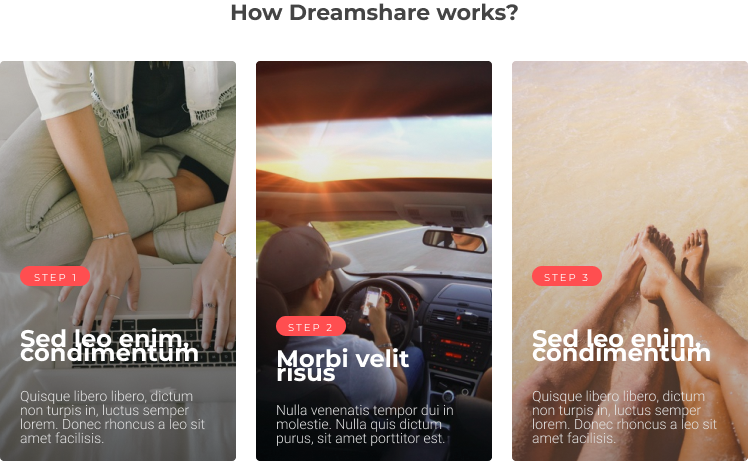 How Dreamshare works?
STEP 1
Sed leo enim,
condimentum
Quisque libero libero, dictum
non turpis in, luctus semper
lorem. Donec rhoncus a leo sit
amet facilisis.
STEP 2
Morbi velit
risus
Nulla venenatis tempor dui in
molestie. Nulla quis dictum
purus, sit amet porttitor est.
STEP 3
Sed leo enim,
condimentum
Quisque libero libero, dictum
non turpis in, luctus semper
lorem. Donec rhoncus a leo sit
amet facilisis.